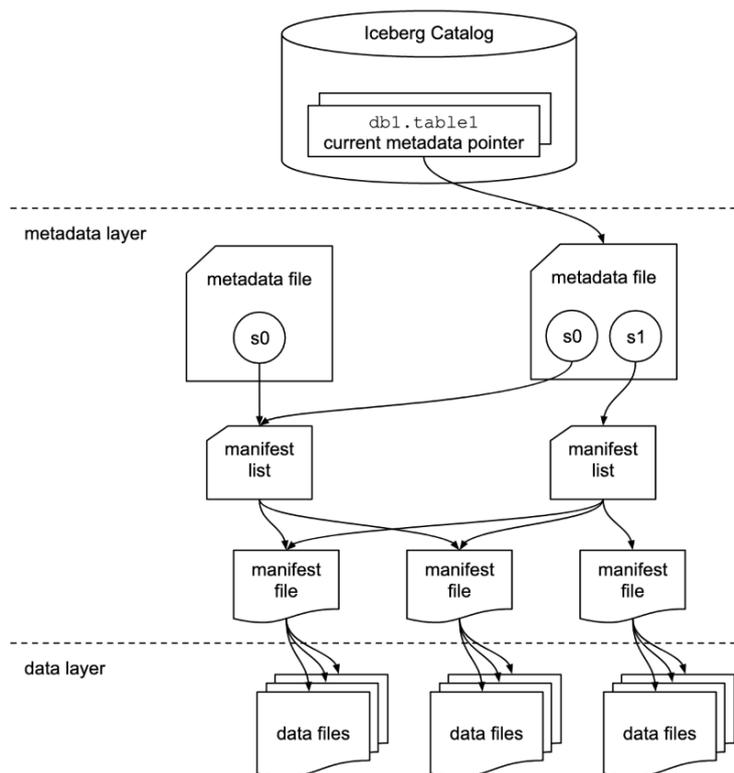 Iceberg Catalog
db1.table1
current metadata pointer
metadata layer
metadata file
s0
metadata file
s0
s1
manifest
list
manifest
list
manifest
file
manifest
file
manifest
file
data layer
data files
data files
data files